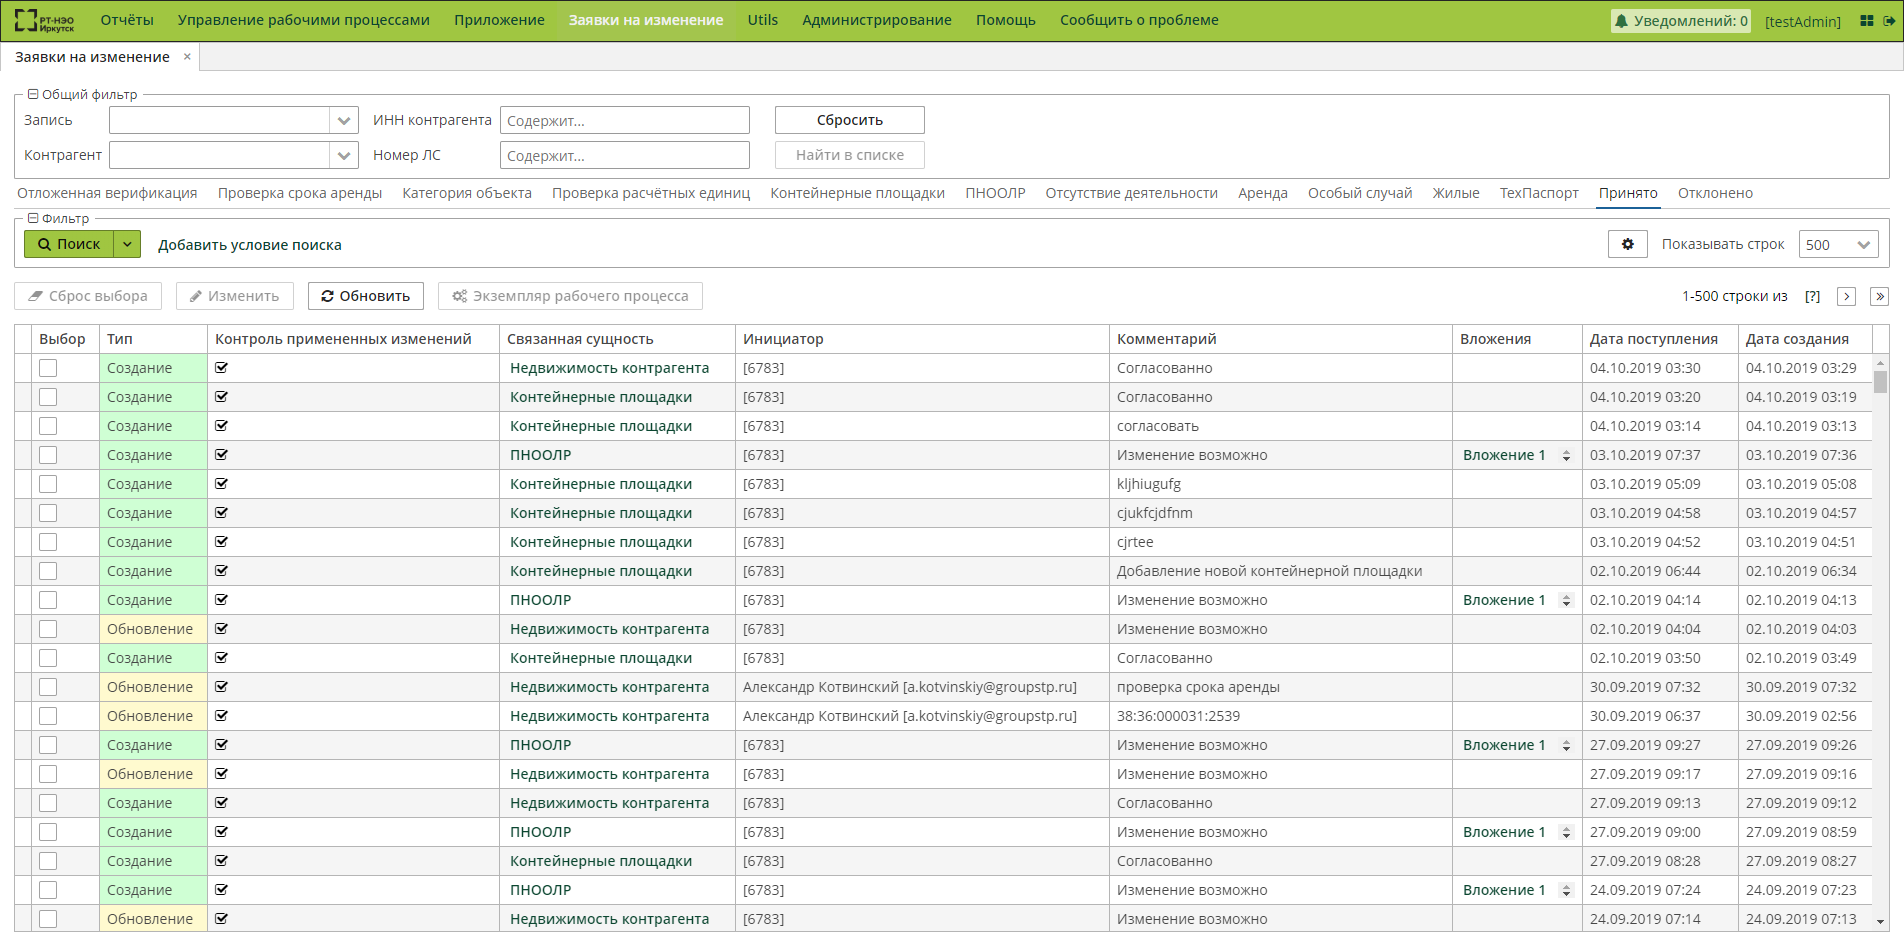 РТ-НЭО Иркутск Отчёты Управление рабочими процессами Приложение Заявки на изменение Utils Администрирование Помощь Сообщить о проблеме Уведомлений: 0 [testAdmin]
Заявки на изменение ×
Общий фильтр
Запись ИНН контрагента Содержит... Сбросить
Контрагент Номер ЛС Содержит... Найти в списке
Отложенная верификация Проверка срока аренды Категория объекта Проверка расчётных единиц Контейнерные площадки ПНООЛР Отсутствие деятельности Аренда Особый случай Жилые ТехПаспорт Принято Отклонено
Фильтр
Поиск Добавить условие поиска Показывать строк 500
Сброс выбора Изменить Обновить Экземпляр рабочего процесса 1-500 строки из [?]
Выбор Тип Контроль примененных изменений Связанная сущность Инициатор Комментарий Вложения Дата поступления Дата создания
Создание Недвижимость контрагента [6783] Согласованно 04.10.2019 03:30 04.10.2019 03:29
Создание Контейнерные площадки [6783] Согласованно 04.10.2019 03:20 04.10.2019 03:19
Создание Контейнерные площадки [6783] согласовать 04.10.2019 03:14 04.10.2019 03:13
Создание ПНООЛР [6783] Изменение возможно Вложение 1 03.10.2019 07:37 03.10.2019 07:36
Создание Контейнерные площадки [6783] kljhiugufg 03.10.2019 05:09 03.10.2019 05:08
Создание Контейнерные площадки [6783] cjukfcjdfnm 03.10.2019 04:58 03.10.2019 04:57
Создание Контейнерные площадки [6783] cjrtee 03.10.2019 04:52 03.10.2019 04:51
Создание Контейнерные площадки [6783] Добавление новой контейнерной площадки 02.10.2019 06:44 02.10.2019 06:34
Создание ПНООЛР [6783] Изменение возможно Вложение 1 02.10.2019 04:14 02.10.2019 04:13
Обновление Недвижимость контрагента [6783] Изменение возможно 02.10.2019 04:04 02.10.2019 04:03
Создание Контейнерные площадки [6783] Согласованно 02.10.2019 03:50 02.10.2019 03:49
Обновление Недвижимость контрагента Александр Котвинский [a.kotvinskiy@groupstp.ru] проверка срока аренды 30.09.2019 07:32 30.09.2019 07:32
Обновление Недвижимость контрагента Александр Котвинский [a.kotvinskiy@groupstp.ru] 38:36:000031:2539 30.09.2019 06:37 30.09.2019 02:56
Создание ПНООЛР [6783] Изменение возможно Вложение 1 27.09.2019 09:27 27.09.2019 09:26
Обновление Недвижимость контрагента [6783] Изменение возможно 27.09.2019 09:17 27.09.2019 09:16
Создание Недвижимость контрагента [6783] Согласованно 27.09.2019 09:13 27.09.2019 09:12
Создание ПНООЛР [6783] Изменение возможно Вложение 1 27.09.2019 09:00 27.09.2019 08:59
Создание Контейнерные площадки [6783] Согласованно 27.09.2019 08:28 27.09.2019 08:27
Создание ПНООЛР [6783] Изменение возможно Вложение 1 24.09.2019 07:24 24.09.2019 07:23
Обновление Недвижимость контрагента [6783] Изменение возможно 24.09.2019 07:14 24.09.2019 07:13